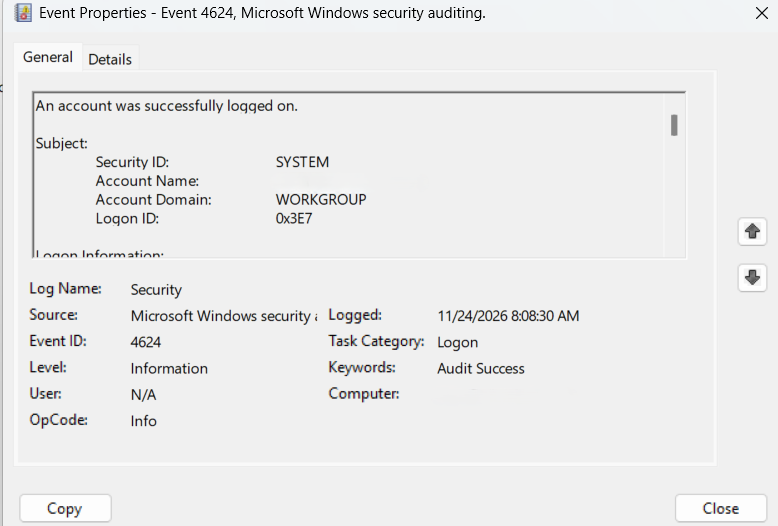 Event Properties - Event 4624, Microsoft Windows security auditing.
General Details
An account was successfully logged on.
Subject:
Security ID: SYSTEM
Account Name:
Account Domain: WORKGROUP
Logon ID: 0x3E7
Logon Information:
Log Name: Security
Source: Microsoft Windows security Logged: 11/24/2026 8:08:30 AM
Event ID: 4624 Task Category: Logon
Level: Information Keywords: Audit Success
User: N/A Computer:
OpCode: Info
Copy Close